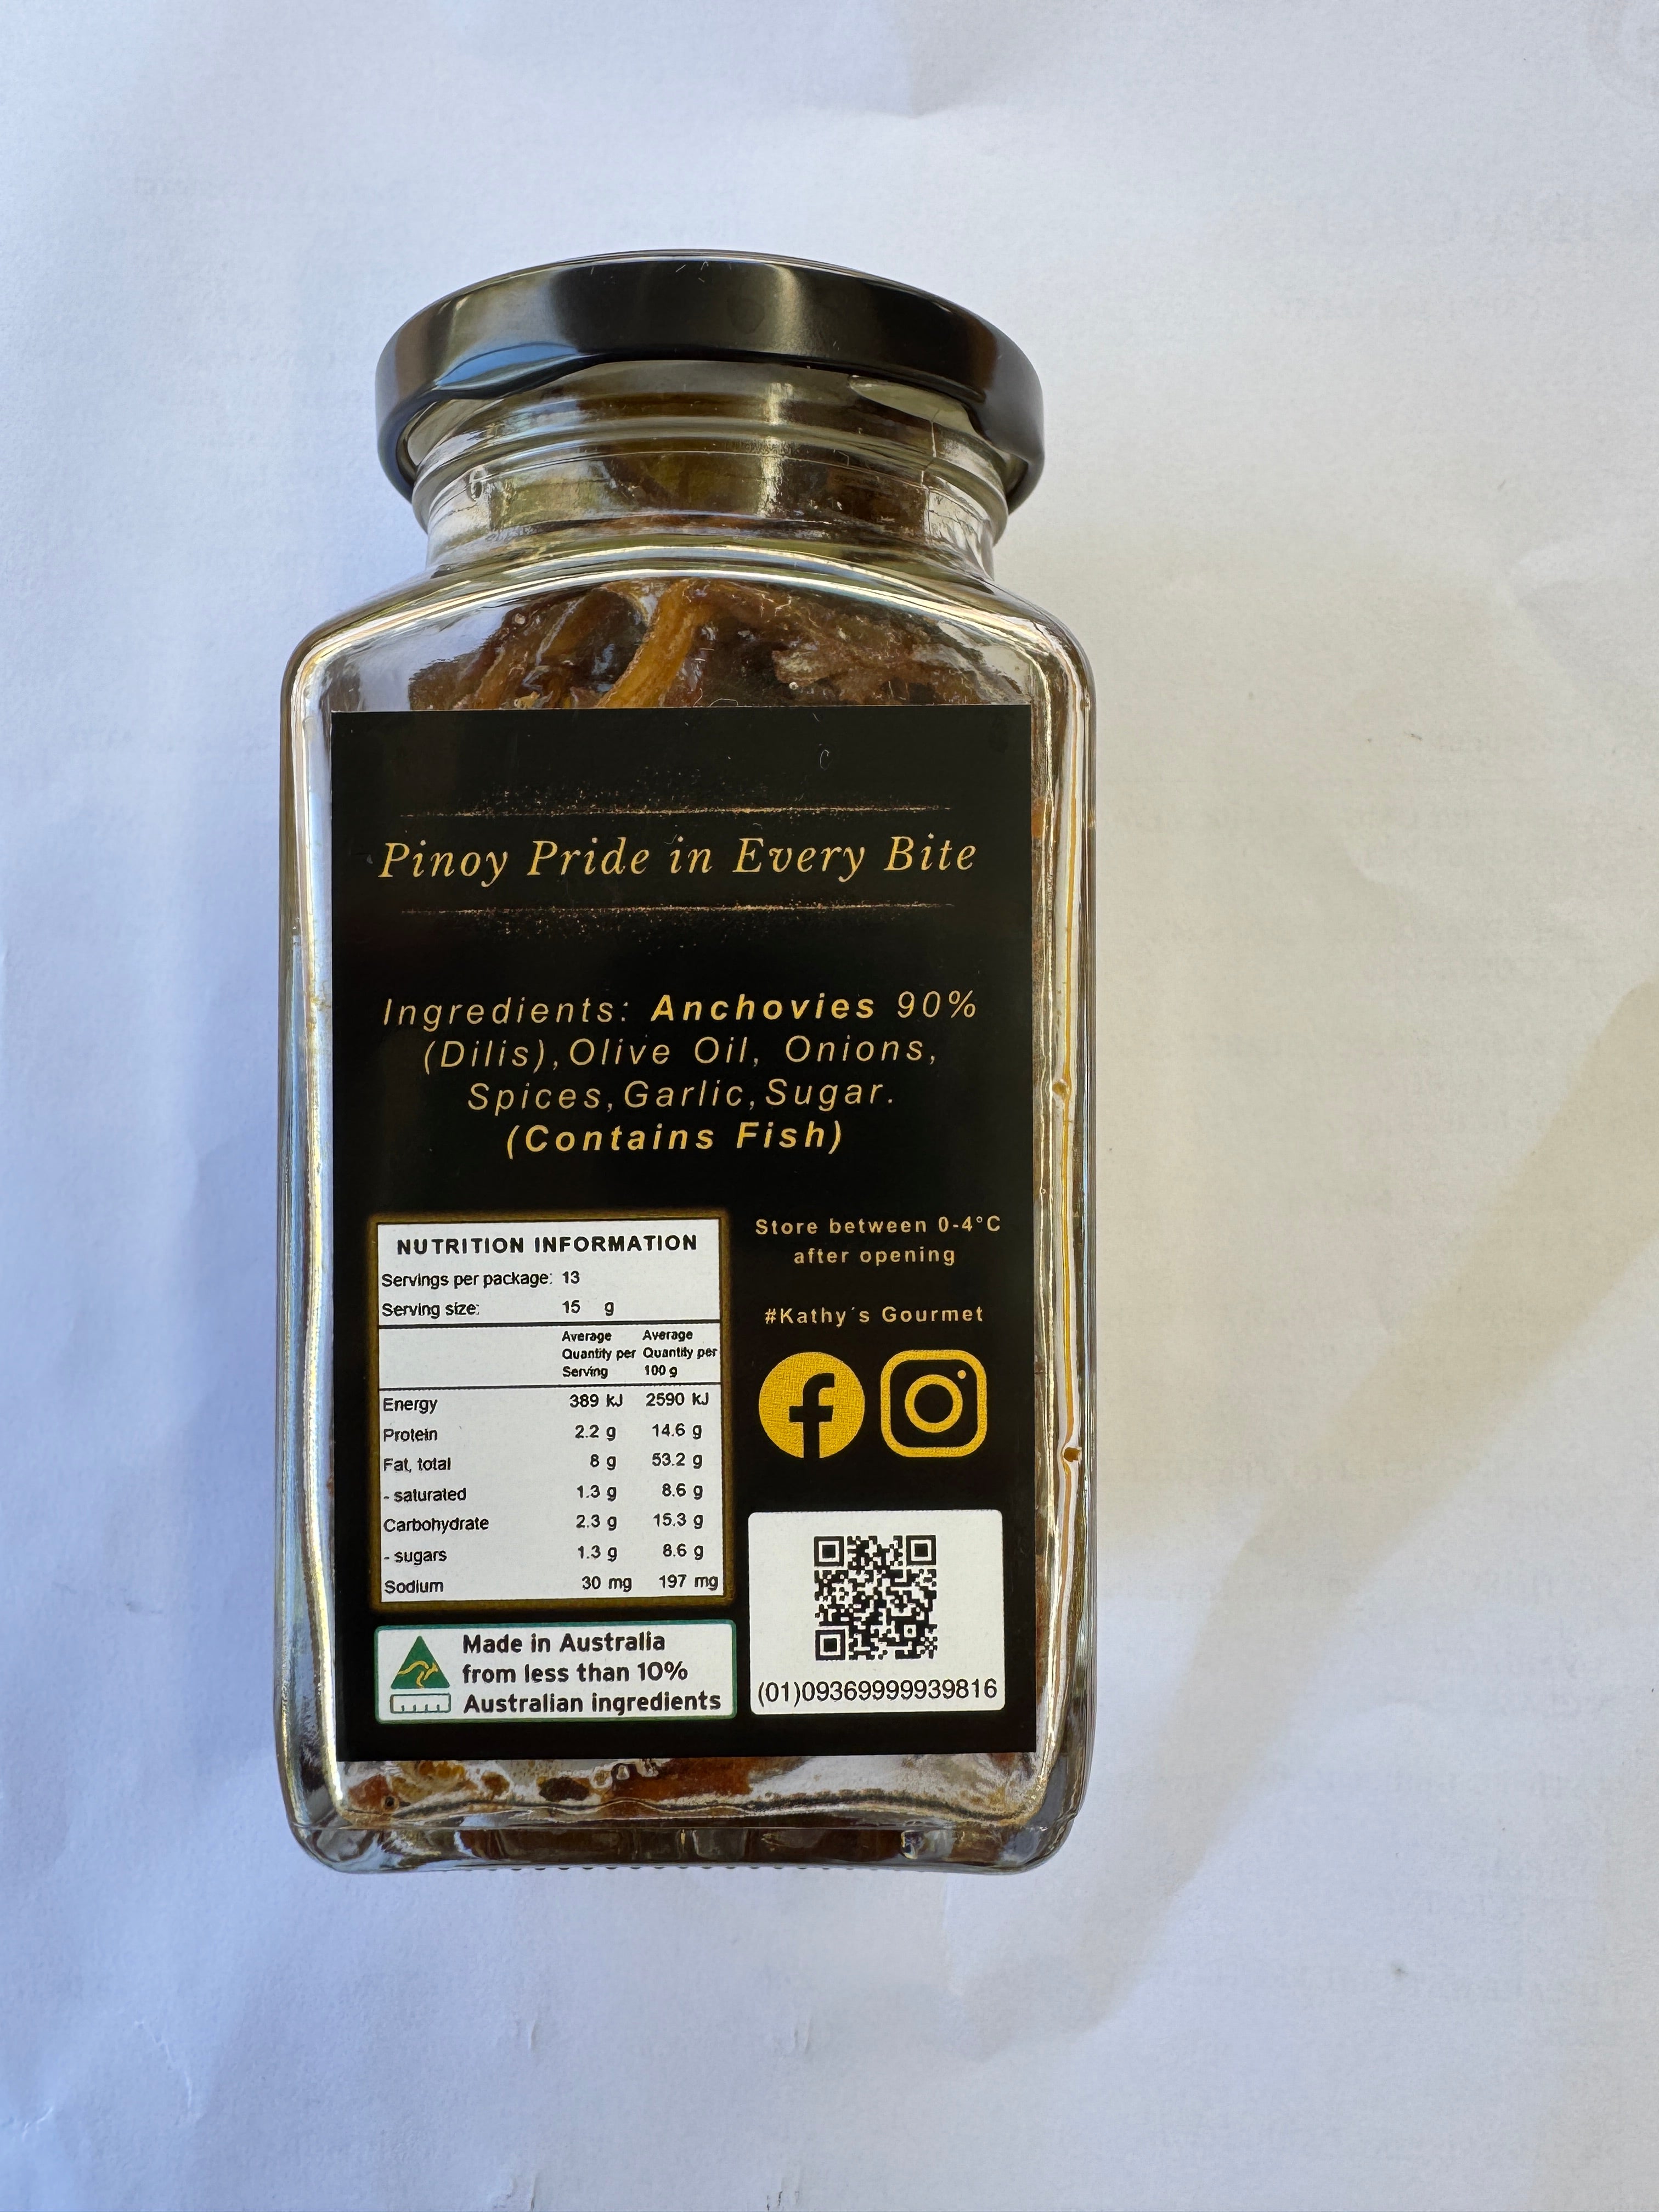 Pinoy Pride in Every Bite
Ingredients: Anchovies 90%
(Dilis),Olive Oil, Onions,
Spices,Garlic,Sugar.
(Contains Fish)
NUTRITION INFORMATION
Servings per package: 13
Serving size: 15 g
Average Quantity per Serving Average Quantity per 100 g
Energy 389 kJ 2590 kJ
Protein 2.2 g 14.6 g
Fat, total 8 g 53.2 g
- saturated 1.3 g 8.6 g
Carbohydrate 2.3 g 15.3 g
- sugars 1.3 g 8.6 g
Sodium 30 mg 197 mg
Made in Australia
from less than 10%
Australian ingredients
Store between 0-4°C
after opening
#Kathy´s Gourmet
(01)09369999939816